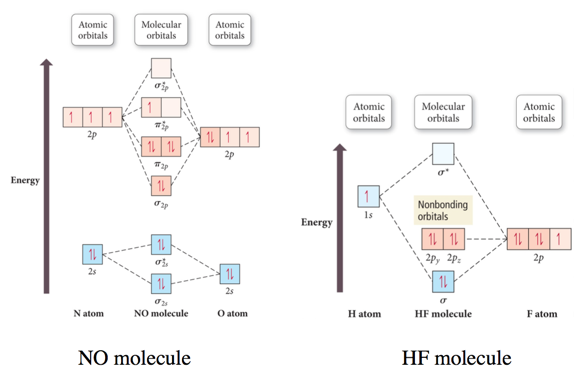 Atomic orbitals
Molecular orbitals
Atomic orbitals
σ*2p
π*2p
2p
2p
π2p
σ2p
Energy
σ*2s
2s
2s
σ2s
N atom
NO molecule
O atom
NO molecule
Atomic orbitals
Molecular orbitals
Atomic orbitals
σ*
1s
Nonbonding
orbitals
Energy
2py 2pz
2p
σ
H atom
HF molecule
F atom
HF molecule